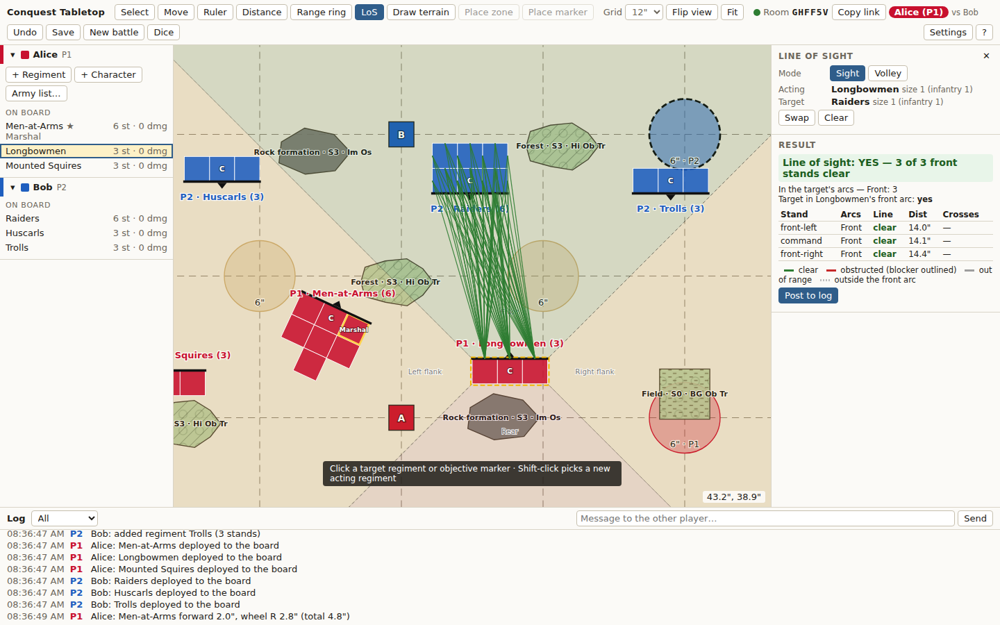 Conquest Tabletop Select Move Ruler Distance Range ring LoS Draw terrain Place zone Place marker Grid 12" Flip view Fit Room GHFF5V Copy link Alice (P1) vs Bob
Undo Save New battle Dice Settings ?
Alice P1
+ Regiment + Character
Army list…
ON BOARD
Men-at-Arms ★ 6 st · 0 dmg
Marshal
Longbowmen 3 st · 0 dmg
Mounted Squires 3 st · 0 dmg
Bob P2
ON BOARD
Raiders 6 st · 0 dmg
Huscarls 3 st · 0 dmg
Trolls 3 st · 0 dmg
B
Rock formation · S3 · Im Os
Forest · S3 · Hi Ob Tr
6" · P2
C
C
C
P2 · Huscarls (3)
P2 · Raiders (6)
P2 · Trolls (3)
Forest · S3 · Hi Ob Tr
P1 · Men-at-Arms (6)
6"
6"
C
Marshal
P1 · Longbowmen (3)
Squires (3)
Left flank
C
Right flank
Field · S0 · BG Ob Tr
A
Rock formation · S3 · Im Os
S3 · Hi Ob Tr
Rear
6" · P1
Click a target regiment or objective marker · Shift-click picks a new
acting regiment
43.2", 38.9"
LINE OF SIGHT ✕
Mode Sight Volley
Acting Longbowmen size 1 (infantry 1)
Target Raiders size 1 (infantry 1)
Swap Clear
RESULT
Line of sight: YES — 3 of 3 front
stands clear
In the target's arcs — Front: 3
Target in Longbowmen's front arc: yes
Stand Arcs Line Dist Crosses
front-left Front clear 14.0" —
command Front clear 14.1" —
front-right Front clear 14.4" —
clear obstructed (blocker outlined) out
of range outside the front arc
Post to log
Log All Message to the other player… Send
08:36:47 AM P2 Bob: added regiment Trolls (3 stands)
08:36:47 AM P1 Alice: Men-at-Arms deployed to the board
08:36:47 AM P1 Alice: Longbowmen deployed to the board
08:36:47 AM P1 Alice: Mounted Squires deployed to the board
08:36:47 AM P2 Bob: Raiders deployed to the board
08:36:47 AM P2 Bob: Huscarls deployed to the board
08:36:47 AM P2 Bob: Trolls deployed to the board
08:36:49 AM P1 Alice: Men-at-Arms forward 2.0", wheel R 2.8" (total 4.8")